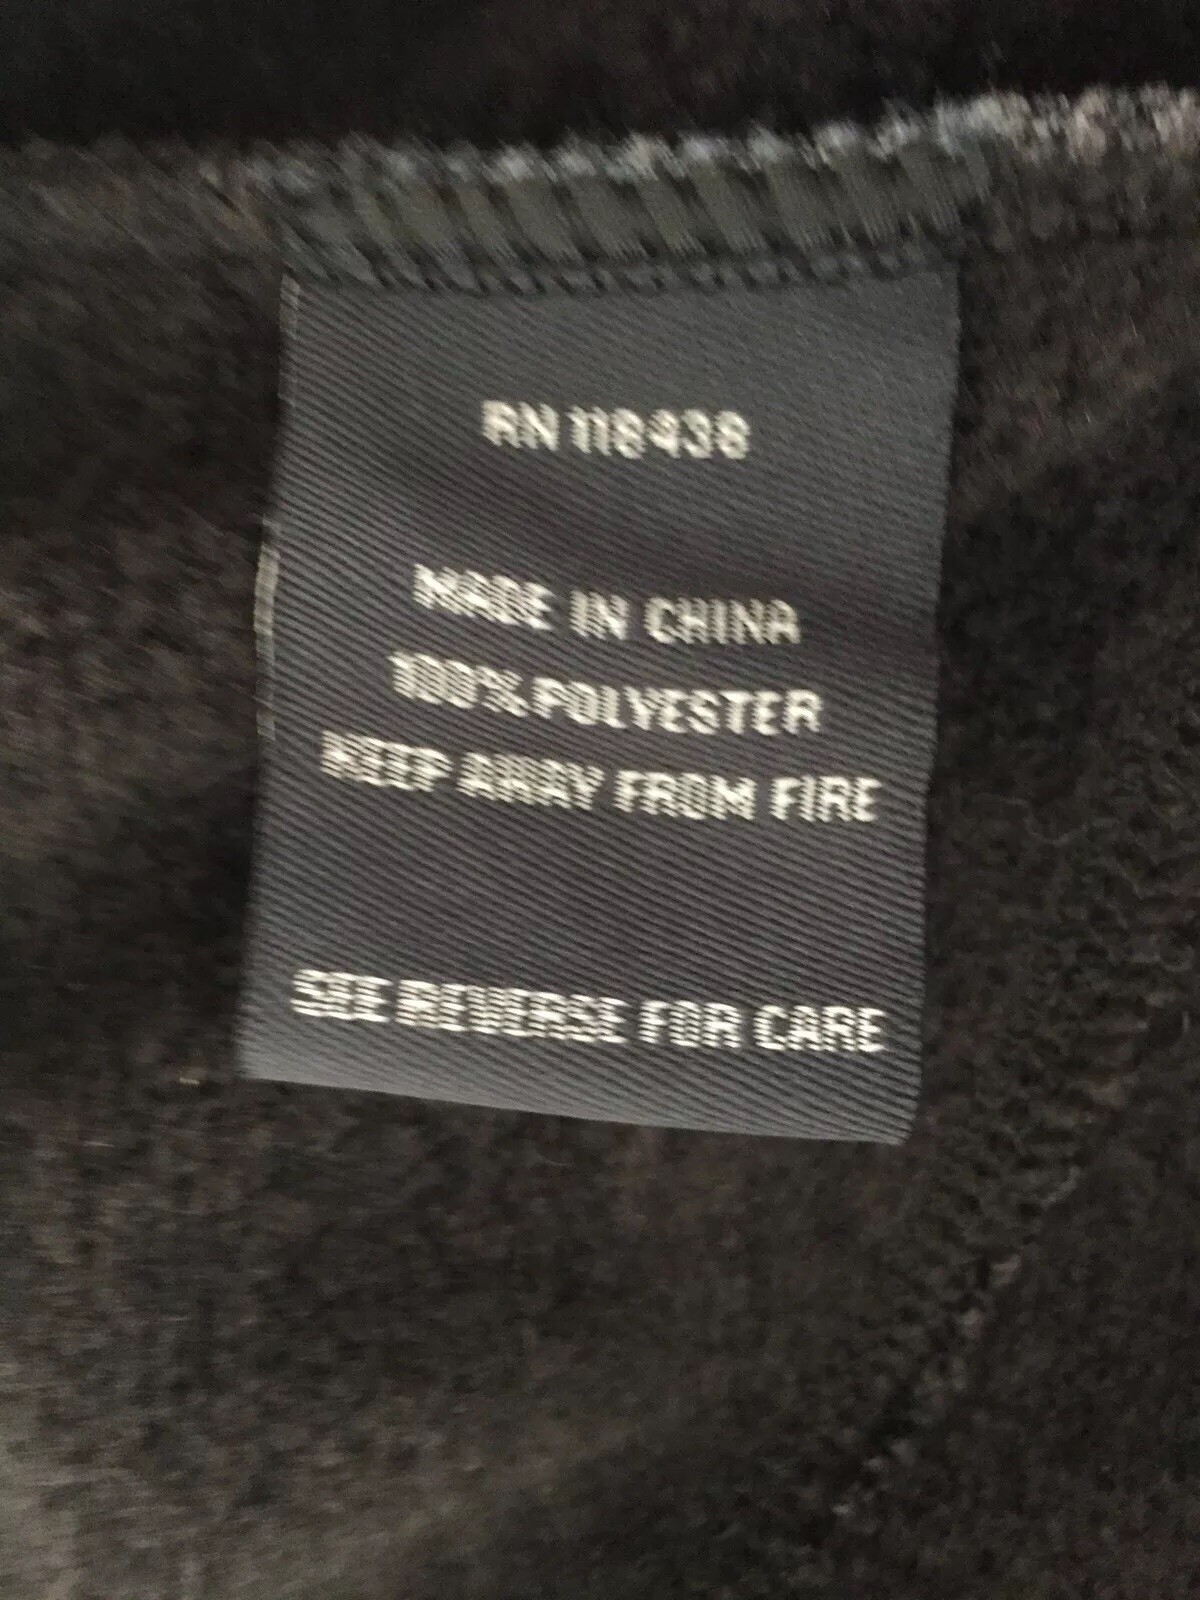 RN 118438
MADE IN CHINA
100% POLYESTER
KEEP AWAY FROM FIRE
SEE REVERSE FOR CARE